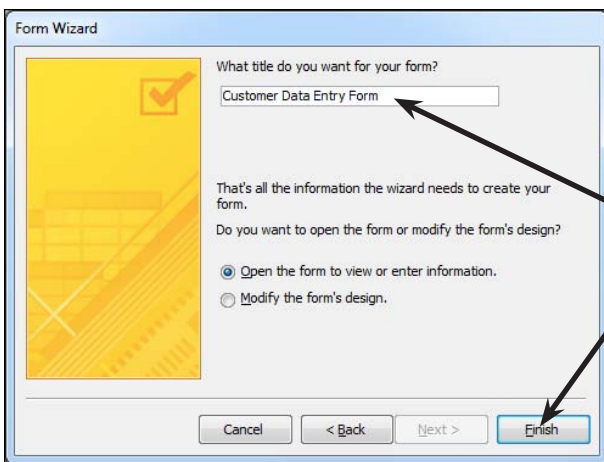 Form Wizard
What title do you want for your form?
Customer Data Entry Form
That's all the information the wizard needs to create your
form.
Do you want to open the form or modify the form's design?
Open the form to view or enter information.
Modify the form's design.
Cancel
< Back
Next >
Finish